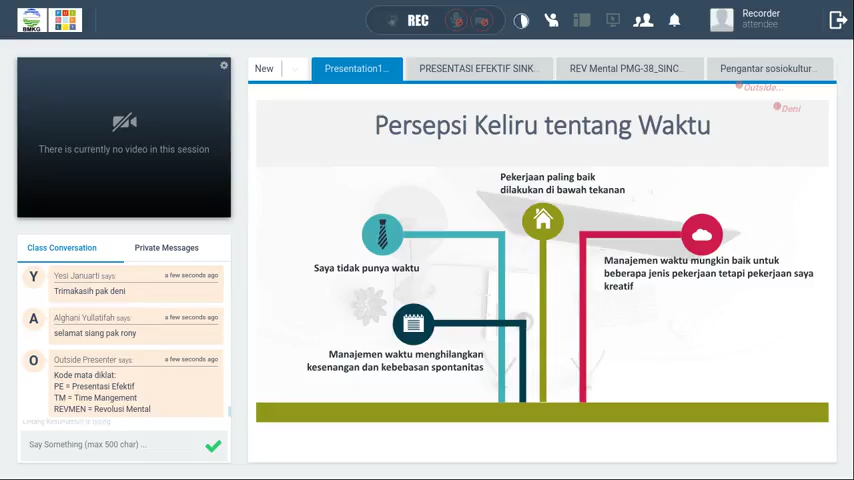 BMKG
REC
Recorder
attendee
There is currently no video in this session
New
Presentation1...
PRESENTASI EFEKTIF SINK...
REV Mental PMG-38_SINC...
Pengantar sosiokultur...
Outside...
Deni
Persepsi Keliru tentang Waktu
Pekerjaan paling baik
dilakukan di bawah tekanan
Saya tidak punya waktu
Manajemen waktu mungkin baik untuk
beberapa jenis pekerjaan tetapi pekerjaan saya
kreatif
Manajemen waktu menghilangkan
kesenangan dan kebebasan spontanitas
Class Conversation
Private Messages
Y
Yesi Januarti says:
a few seconds ago
Trimakasih pak deni
A
Alghani Yullatifah says:
a few seconds ago
selamat siang pak rony
O
Outside Presenter says:
a few seconds ago
Kode mata diklat:
PE = Presentasi Efektif
TM = Time Mangement
REVMEN = Revolusi Mental
Say Something (max 500 char) ...